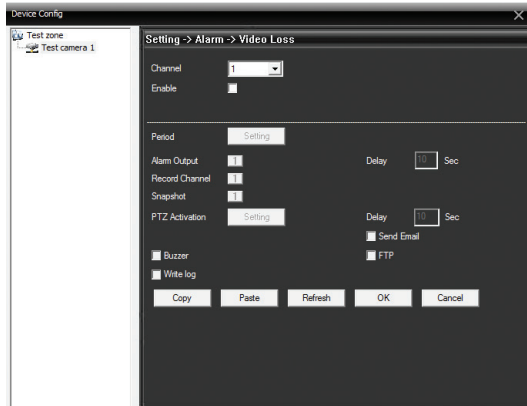 Device Config
Test zone
Test camera 1
Setting -> Alarm -> Video Loss
Channel 1
Enable
Period Setting
Alarm Output 1 Delay 10 Sec
Record Channel 1
Snapshot 1
PTZ Activation Setting Delay 10 Sec
Send Email
Buzzer FTP
Write log
Copy Paste Refresh OK Cancel